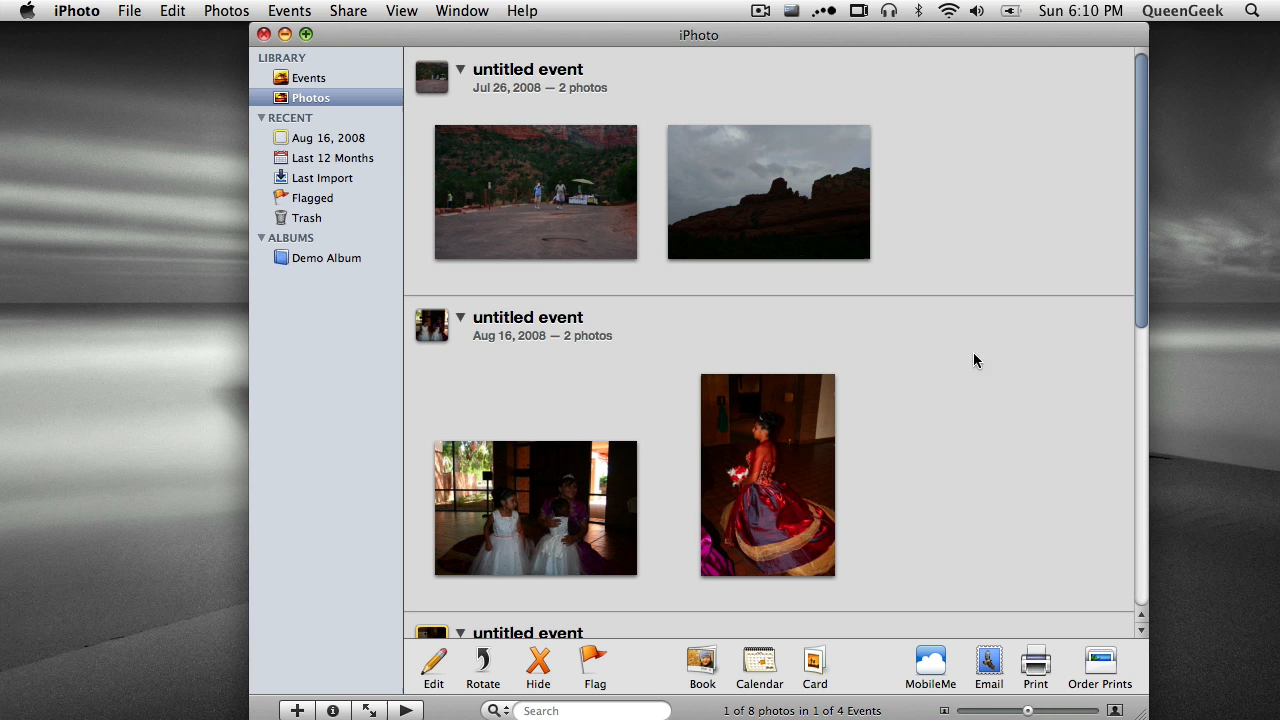 iPhoto File Edit Photos Events Share View Window Help Sun 6:10 PM QueenGeek
iPhoto
LIBRARY
Events
Photos
RECENT
Aug 16, 2008
Last 12 Months
Last Import
Flagged
Trash
ALBUMS
Demo Album
untitled event
Jul 26, 2008 — 2 photos
untitled event
Aug 16, 2008 — 2 photos
untitled event
Edit Rotate Hide Flag Book Calendar Card MobileMe Email Print Order Prints
Search 1 of 8 photos in 1 of 4 Events